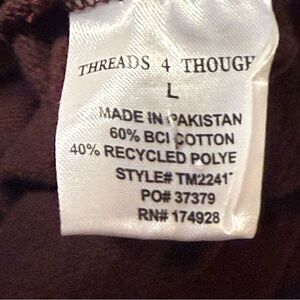 THREADS 4 THOUGH
L
MADE IN PAKISTAN
60% BCI COTTON
40% RECYCLED POLYE
STYLE# TM2241
PO# 37379
RN# 174928